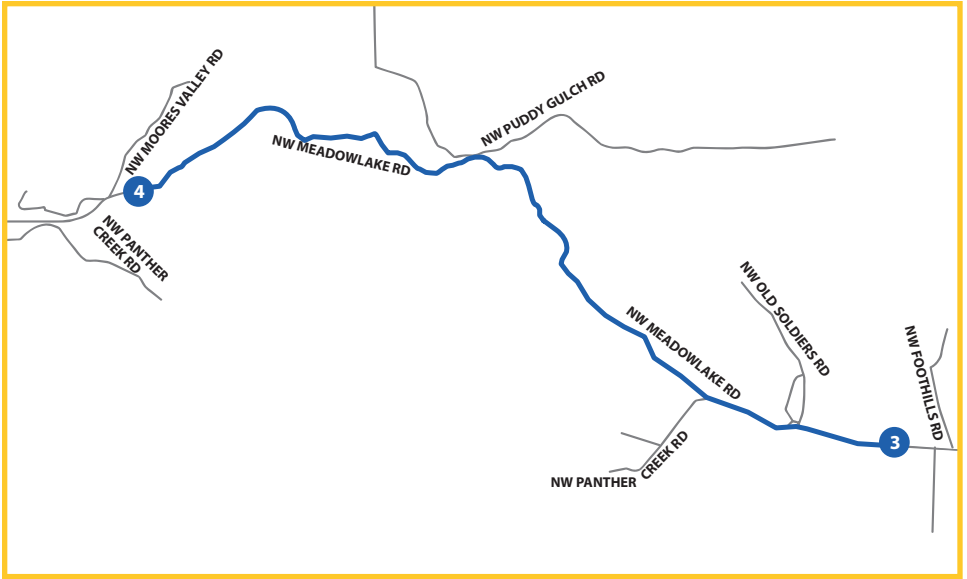 NW MOORES VALLEY RD
NW PUDDY GULCH RD
NW MEADOWLAKE RD
4
NW PANTHER
CREEK RD
NW OLD SOLDIERS RD
NW MEADOWLAKE RD
NW FOOTHILLS RD
3
NW PANTHER
CREEK RD